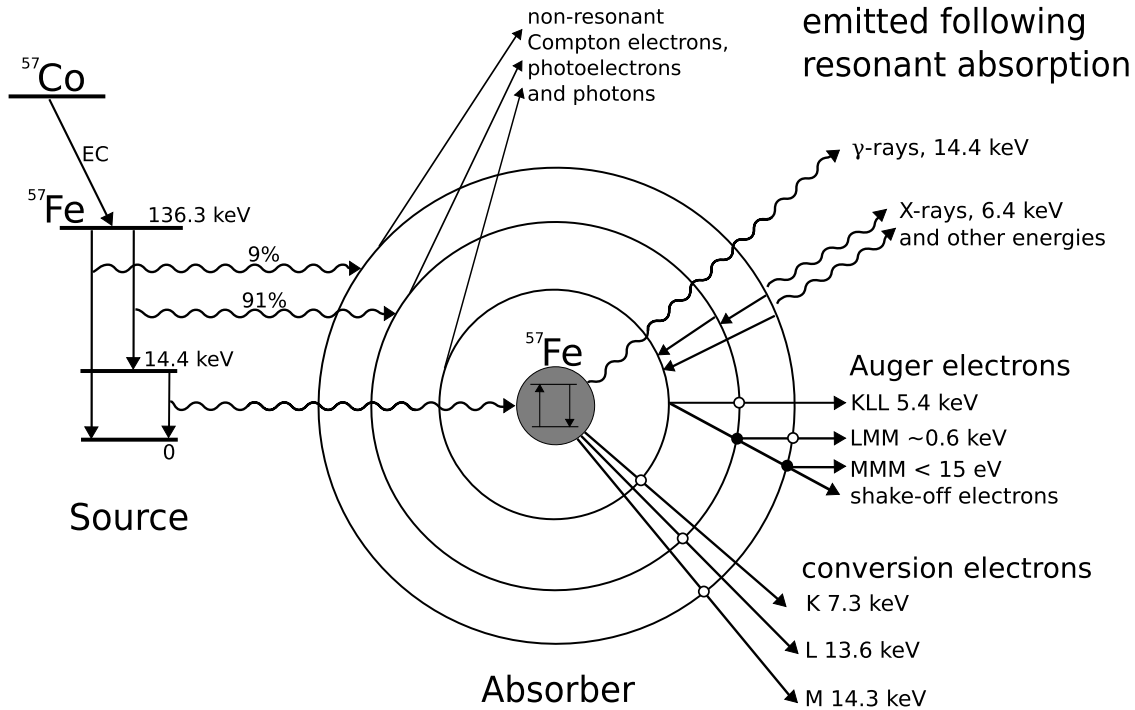 non-resonant
Compton electrons,
photoelectrons
and photons
emitted following
resonant absorption
57Co
EC
57Fe
136.3 keV
9%
91%
14.4 keV
0
Source
57Fe
Absorber
γ-rays, 14.4 keV
X-rays, 6.4 keV
and other energies
Auger electrons
KLL 5.4 keV
LMM ~0.6 keV
MMM < 15 eV
shake-off electrons
conversion electrons
K 7.3 keV
L 13.6 keV
M 14.3 keV